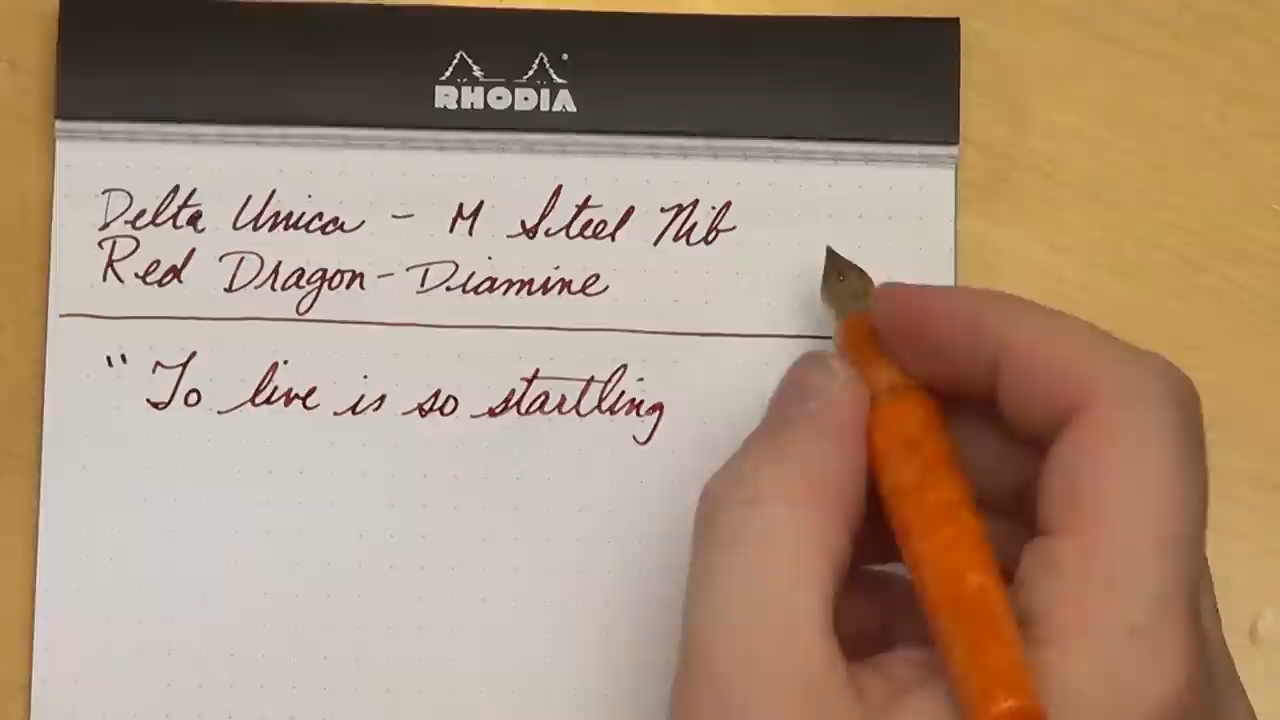 RHODIA
Delta Unica - M Steel Nib
Red Dragon - Diamine
" To live is so startling